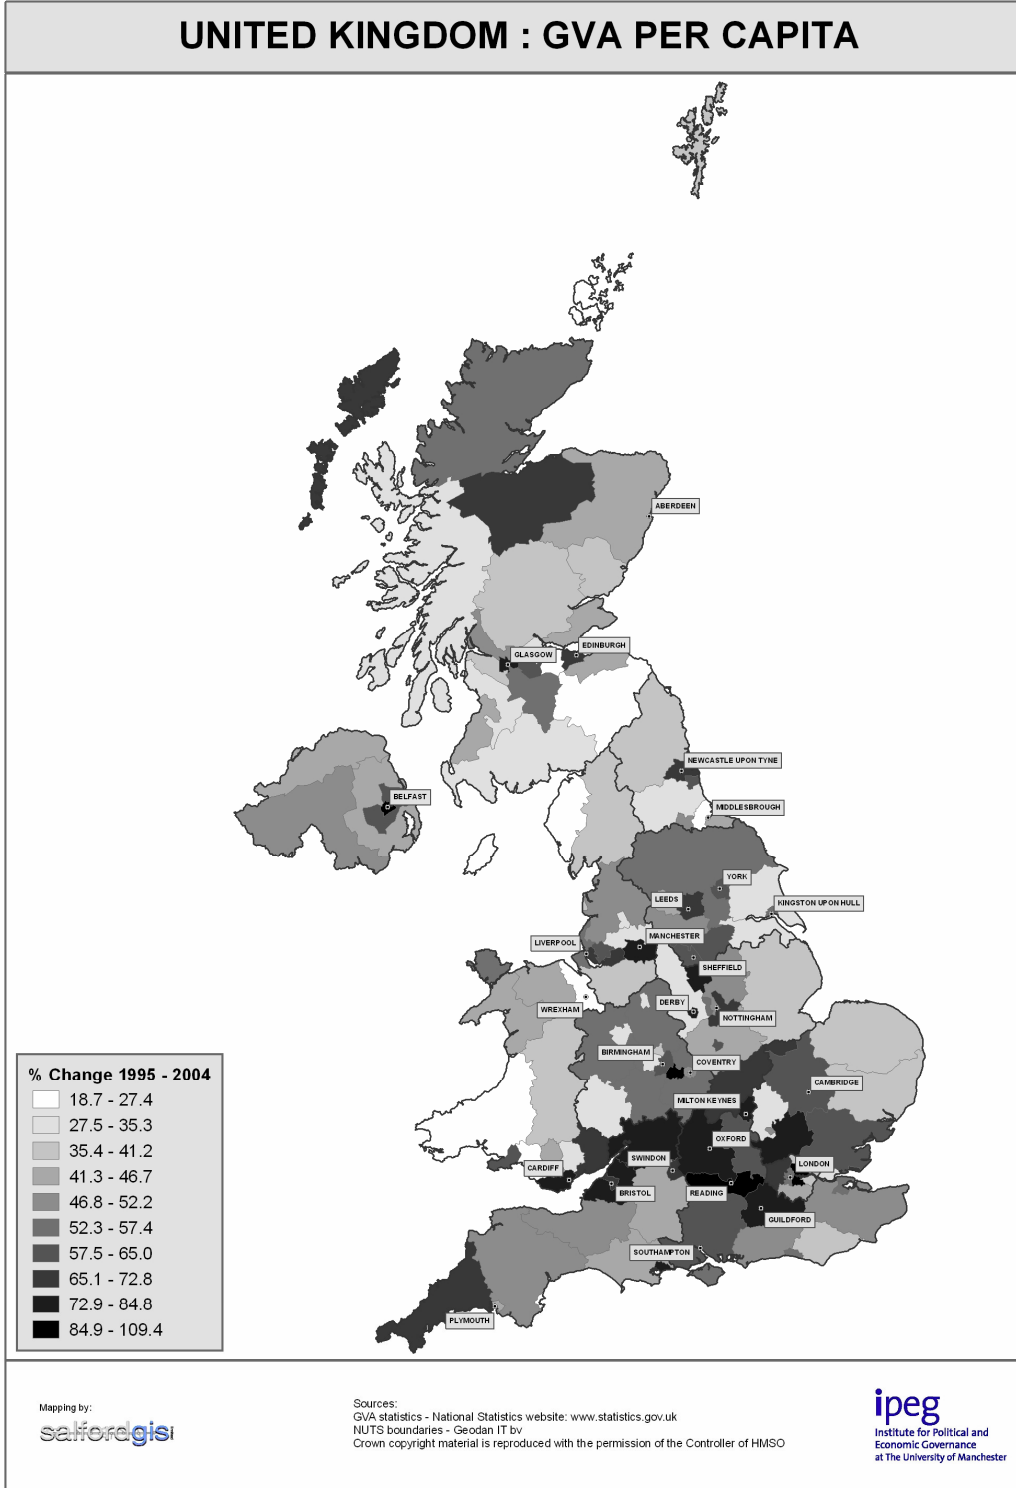 UNITED KINGDOM : GVA PER CAPITA
ABERDEEN
EDINBURGH
GLASGOW
NEWCASTLE UPON TYNE
BELFAST
MIDDLESBROUGH
YORK
LEEDS
KINGSTON UPON HULL
MANCHESTER
LIVERPOOL
SHEFFIELD
DERBY
WREXHAM
NOTTINGHAM
BIRMINGHAM
COVENTRY
CAMBRIDGE
MILTON KEYNES
OXFORD
SWINDON
LONDON
CARDIFF
BRISTOL
READING
GUILDFORD
SOUTHAMPTON
PLYMOUTH
% Change 1995 - 2004
18.7 - 27.4
27.5 - 35.3
35.4 - 41.2
41.3 - 46.7
46.8 - 52.2
52.3 - 57.4
57.5 - 65.0
65.1 - 72.8
72.9 - 84.8
84.9 - 109.4
Mapping by:
salfordgis
Sources:
GVA statistics - National Statistics website: www.statistics.gov.uk
NUTS boundaries - Geodan IT bv
Crown copyright material is reproduced with the permission of the Controller of HMSO
ipeg
Institute for Political and
Economic Governance
at The University of Manchester